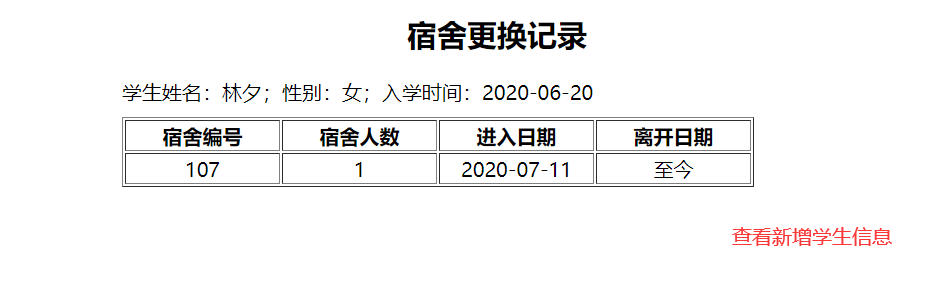 宿舍更换记录
学生姓名：林夕；性别：女；入学时间：2020-06-20
宿舍编号 宿舍人数 进入日期 离开日期
107 1 2020-07-11 至今
查看新增学生信息